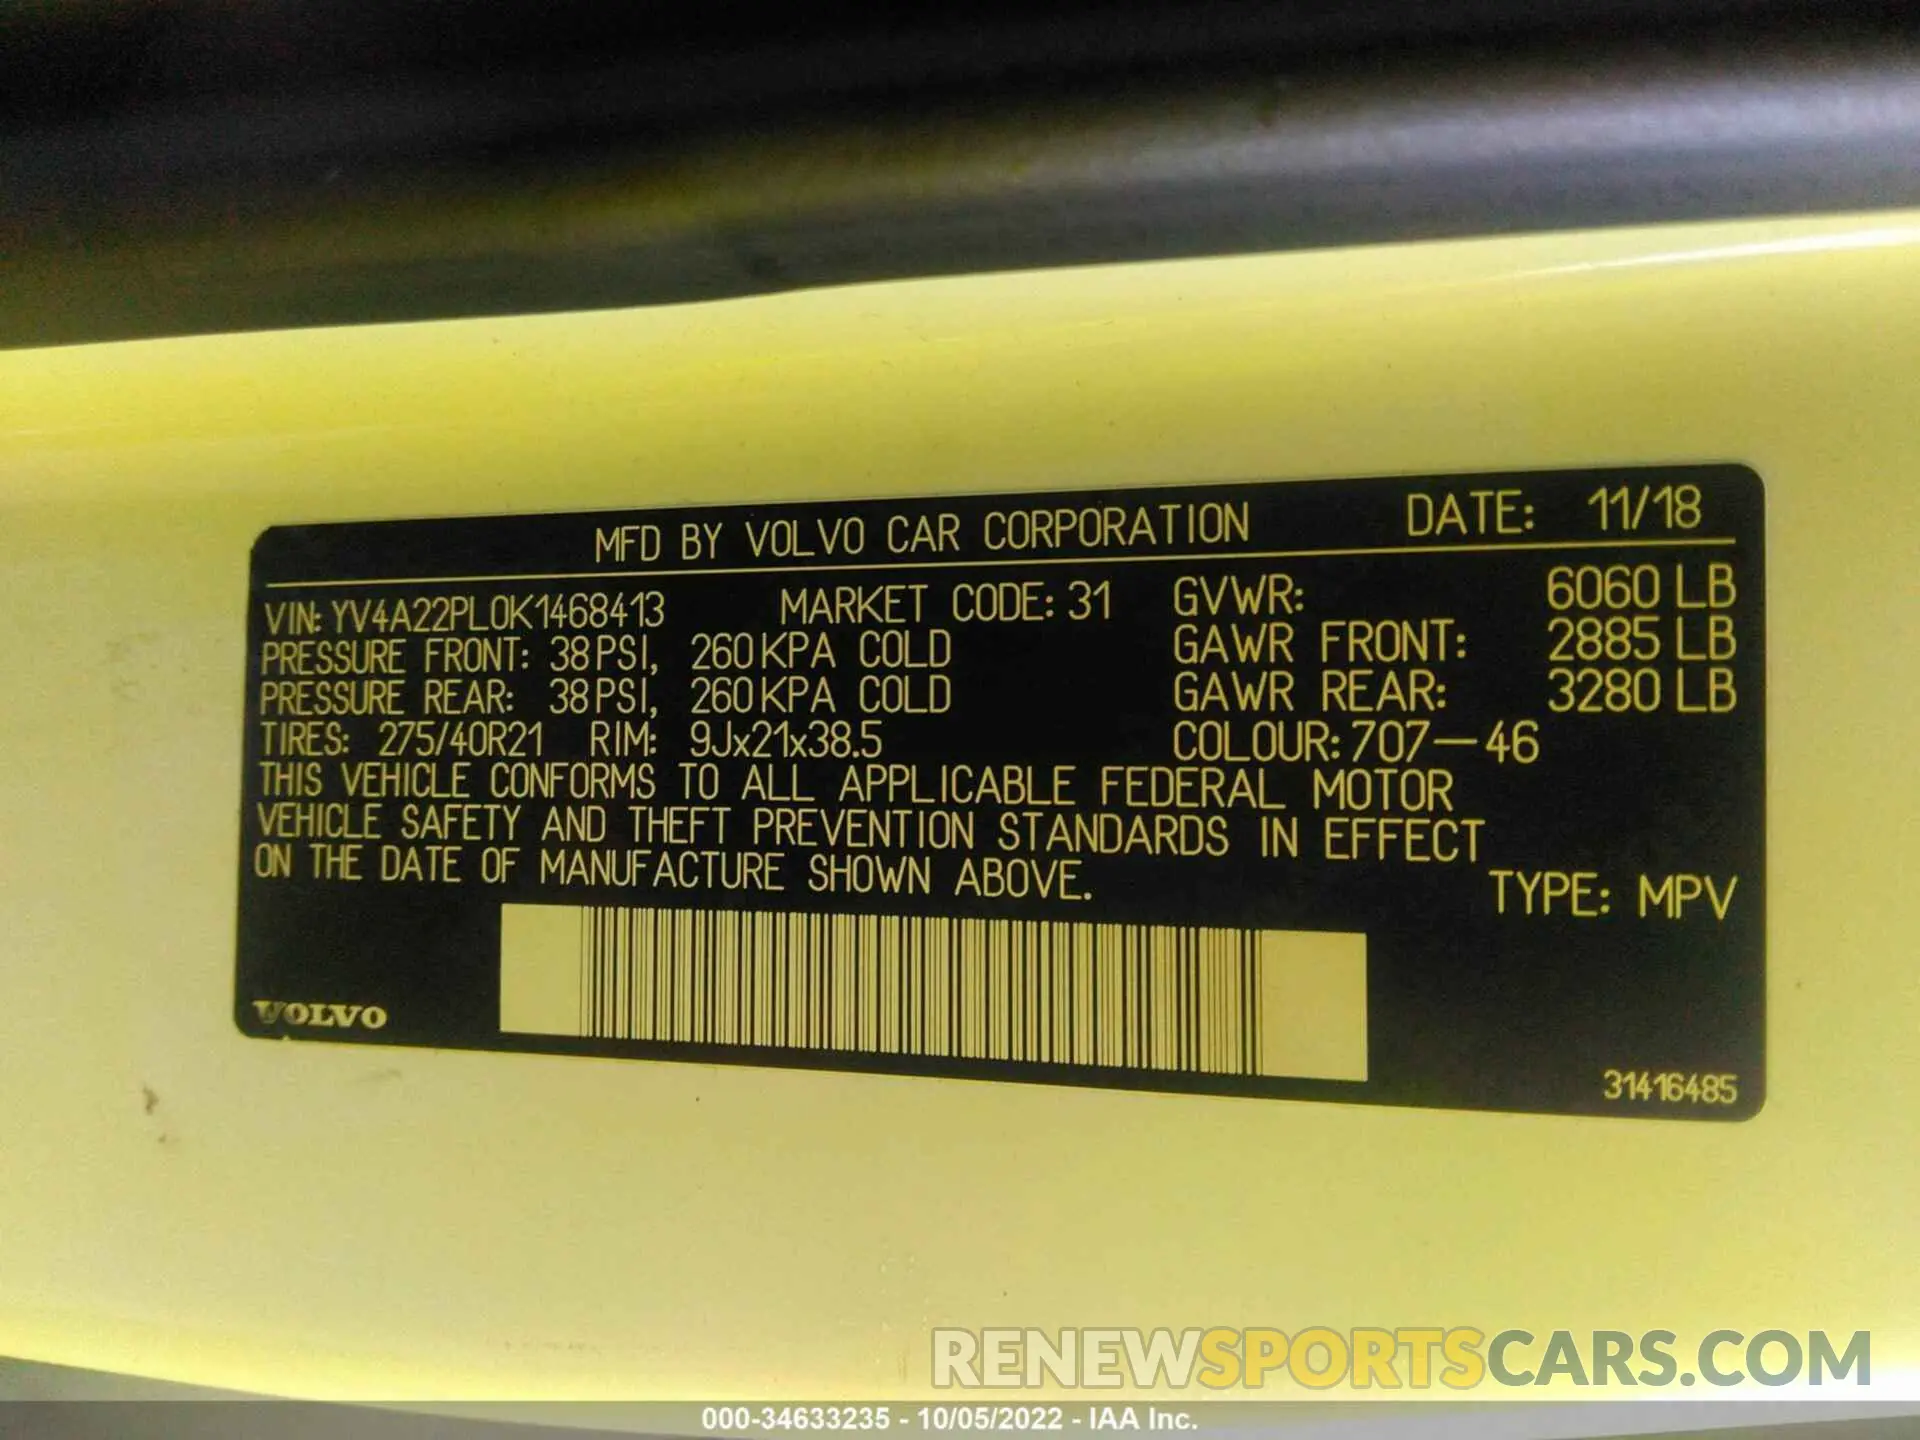 MFD BY VOLVO CAR CORPORATION DATE: 11/18
VIN: YV4A22PL0K1468413 MARKET CODE: 31 GVWR: 6060 LB
PRESSURE FRONT: 38 PSI, 260 KPA COLD GAWR FRONT: 2885 LB
PRESSURE REAR: 38 PSI, 260 KPA COLD GAWR REAR: 3280 LB
TIRES: 275/40R21 RIM: 9Jx21x38.5 COLOUR: 707-46
THIS VEHICLE CONFORMS TO ALL APPLICABLE FEDERAL MOTOR
VEHICLE SAFETY AND THEFT PREVENTION STANDARDS IN EFFECT
ON THE DATE OF MANUFACTURE SHOWN ABOVE.
TYPE: MPV
VOLVO
31416485
RENEWSPORTSCARS.COM
000-34633235 - 10/05/2022 - IAA Inc.